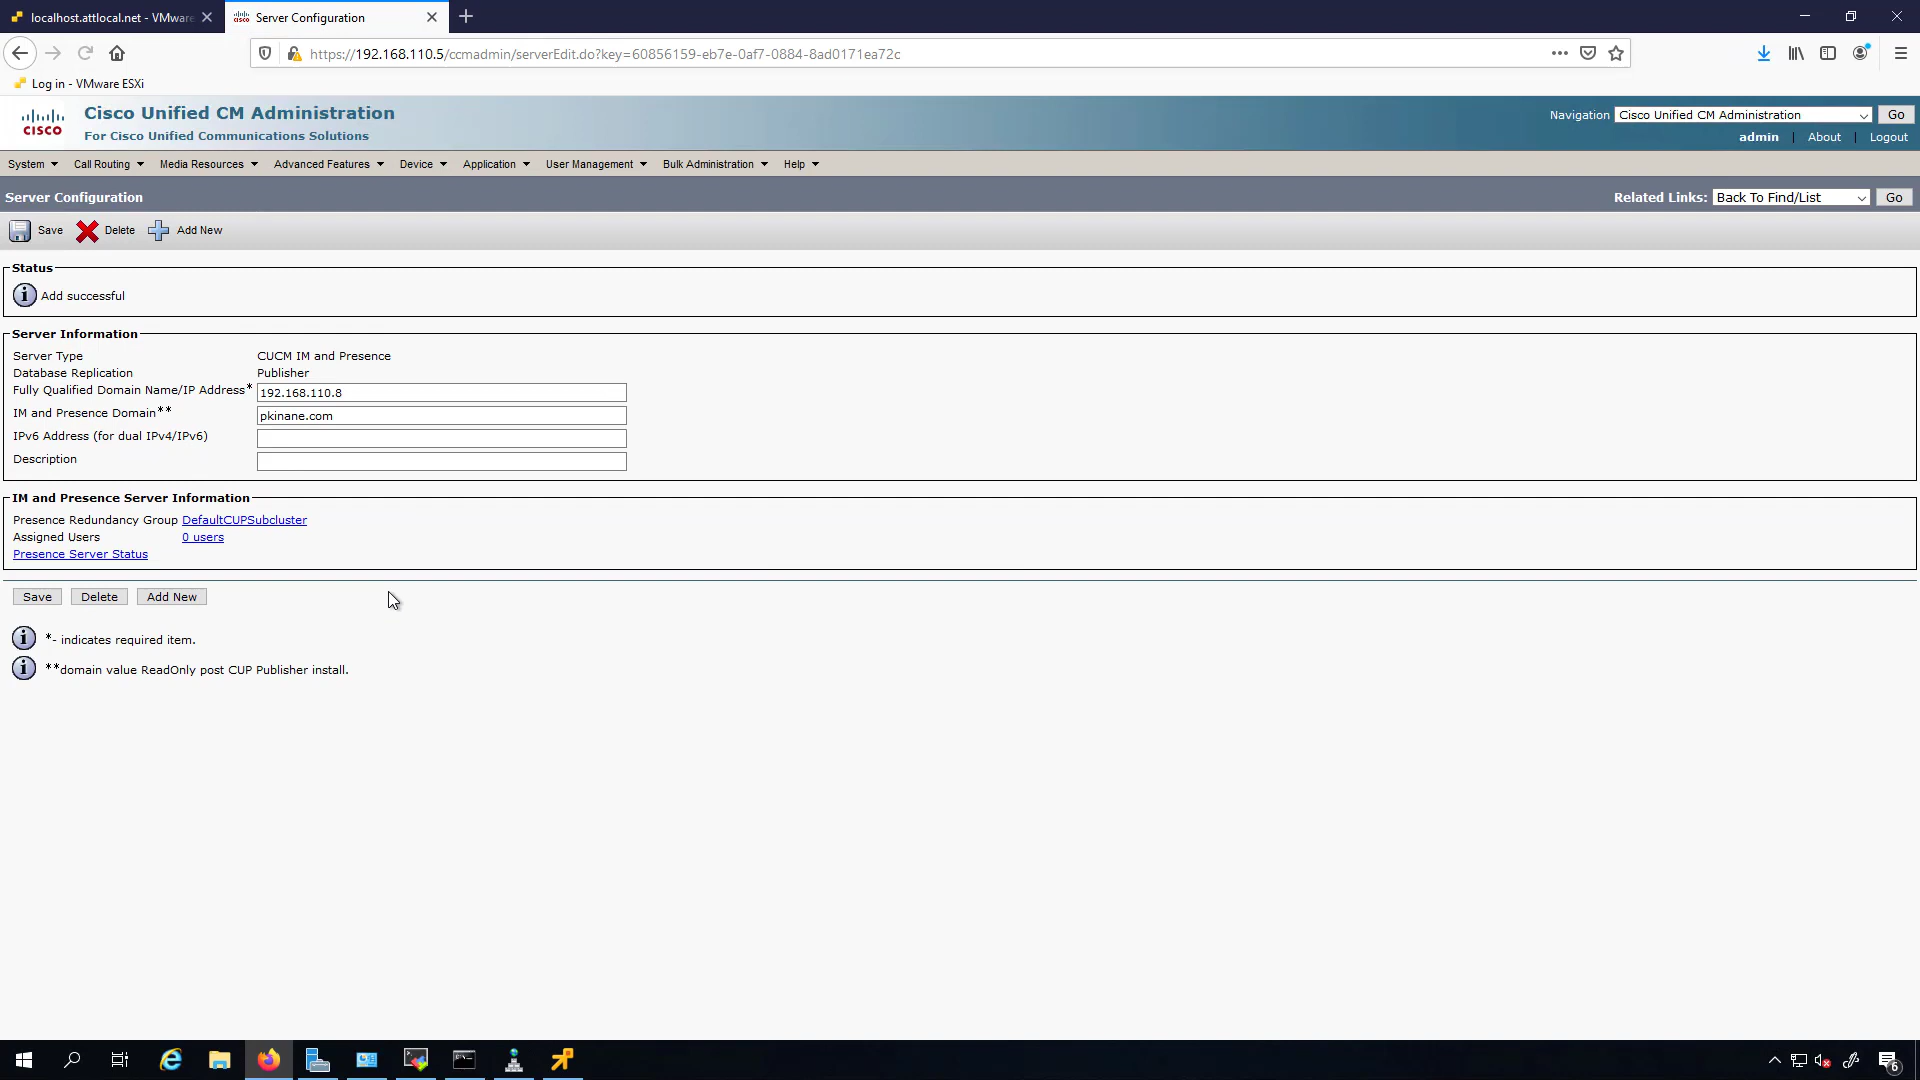 localhost.attlocal.net - VMware
Server Configuration
https://192.168.110.5/ccmadmin/serverEdit.do?key=60856159-eb7e-0af7-0884-8ad0171ea72c
Log in - VMware ESXi
CISCO
Cisco Unified CM Administration
For Cisco Unified Communications Solutions
Navigation Cisco Unified CM Administration Go
admin | About | Logout
System Call Routing Media Resources Advanced Features Device Application User Management Bulk Administration Help
Server Configuration
Related Links: Back To Find/List Go
Save Delete Add New
Status
Add successful
Server Information
Server Type CUCM IM and Presence
Database Replication Publisher
Fully Qualified Domain Name/IP Address* 192.168.110.8
IM and Presence Domain** pkinane.com
IPv6 Address (for dual IPv4/IPv6)
Description
IM and Presence Server Information
Presence Redundancy Group DefaultCUPSubcluster
Assigned Users 0 users
Presence Server Status
Save Delete Add New
*- indicates required item.
**domain value ReadOnly post CUP Publisher install.
6